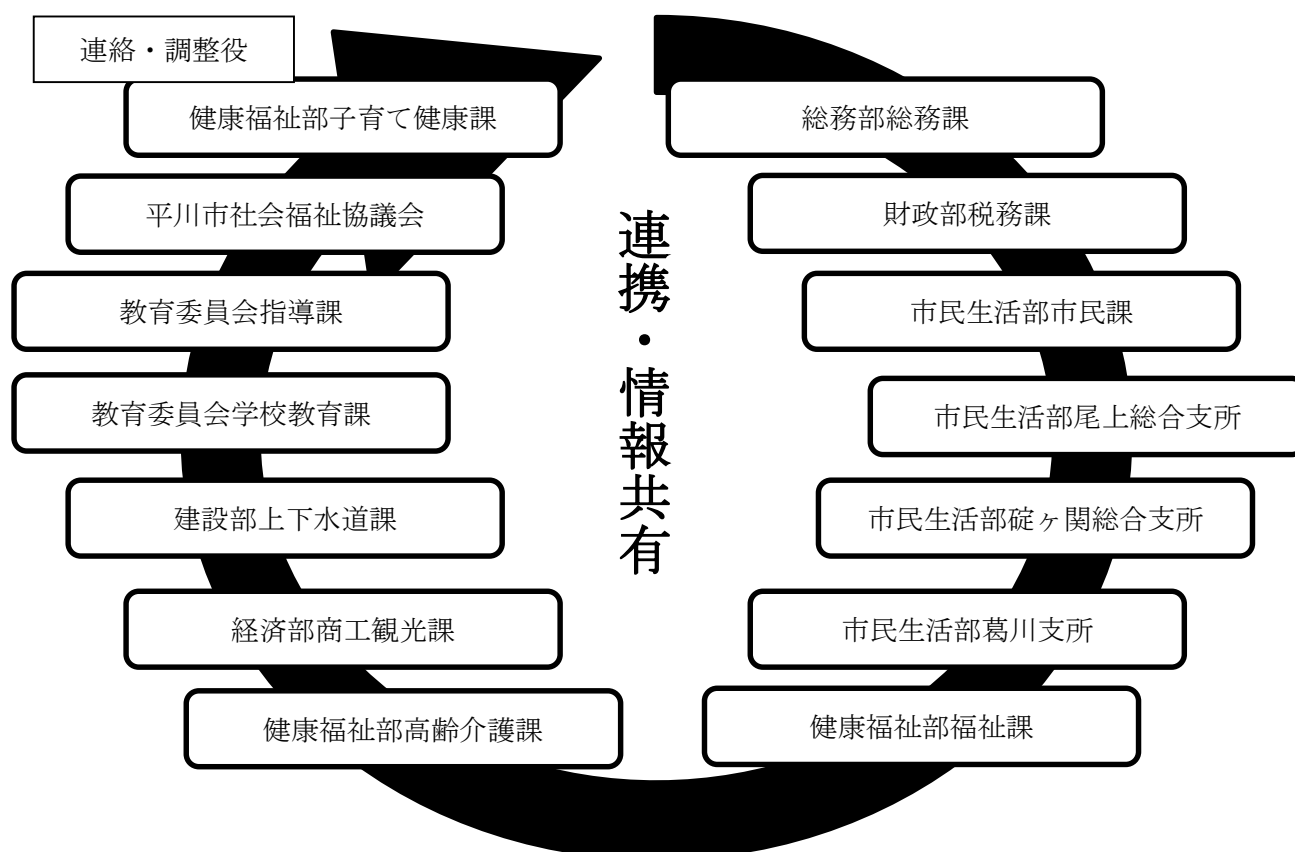 連絡・調整役
健康福祉部子育て健康課
総務部総務課
平川市社会福祉協議会
財政部税務課
教育委員会指導課
市民生活部市民課
教育委員会学校教育課
市民生活部尾上総合支所
建設部上下水道課
市民生活部碇ヶ関総合支所
経済部商工観光課
市民生活部葛川支所
健康福祉部高齢介護課
健康福祉部福祉課
連携・情報共有